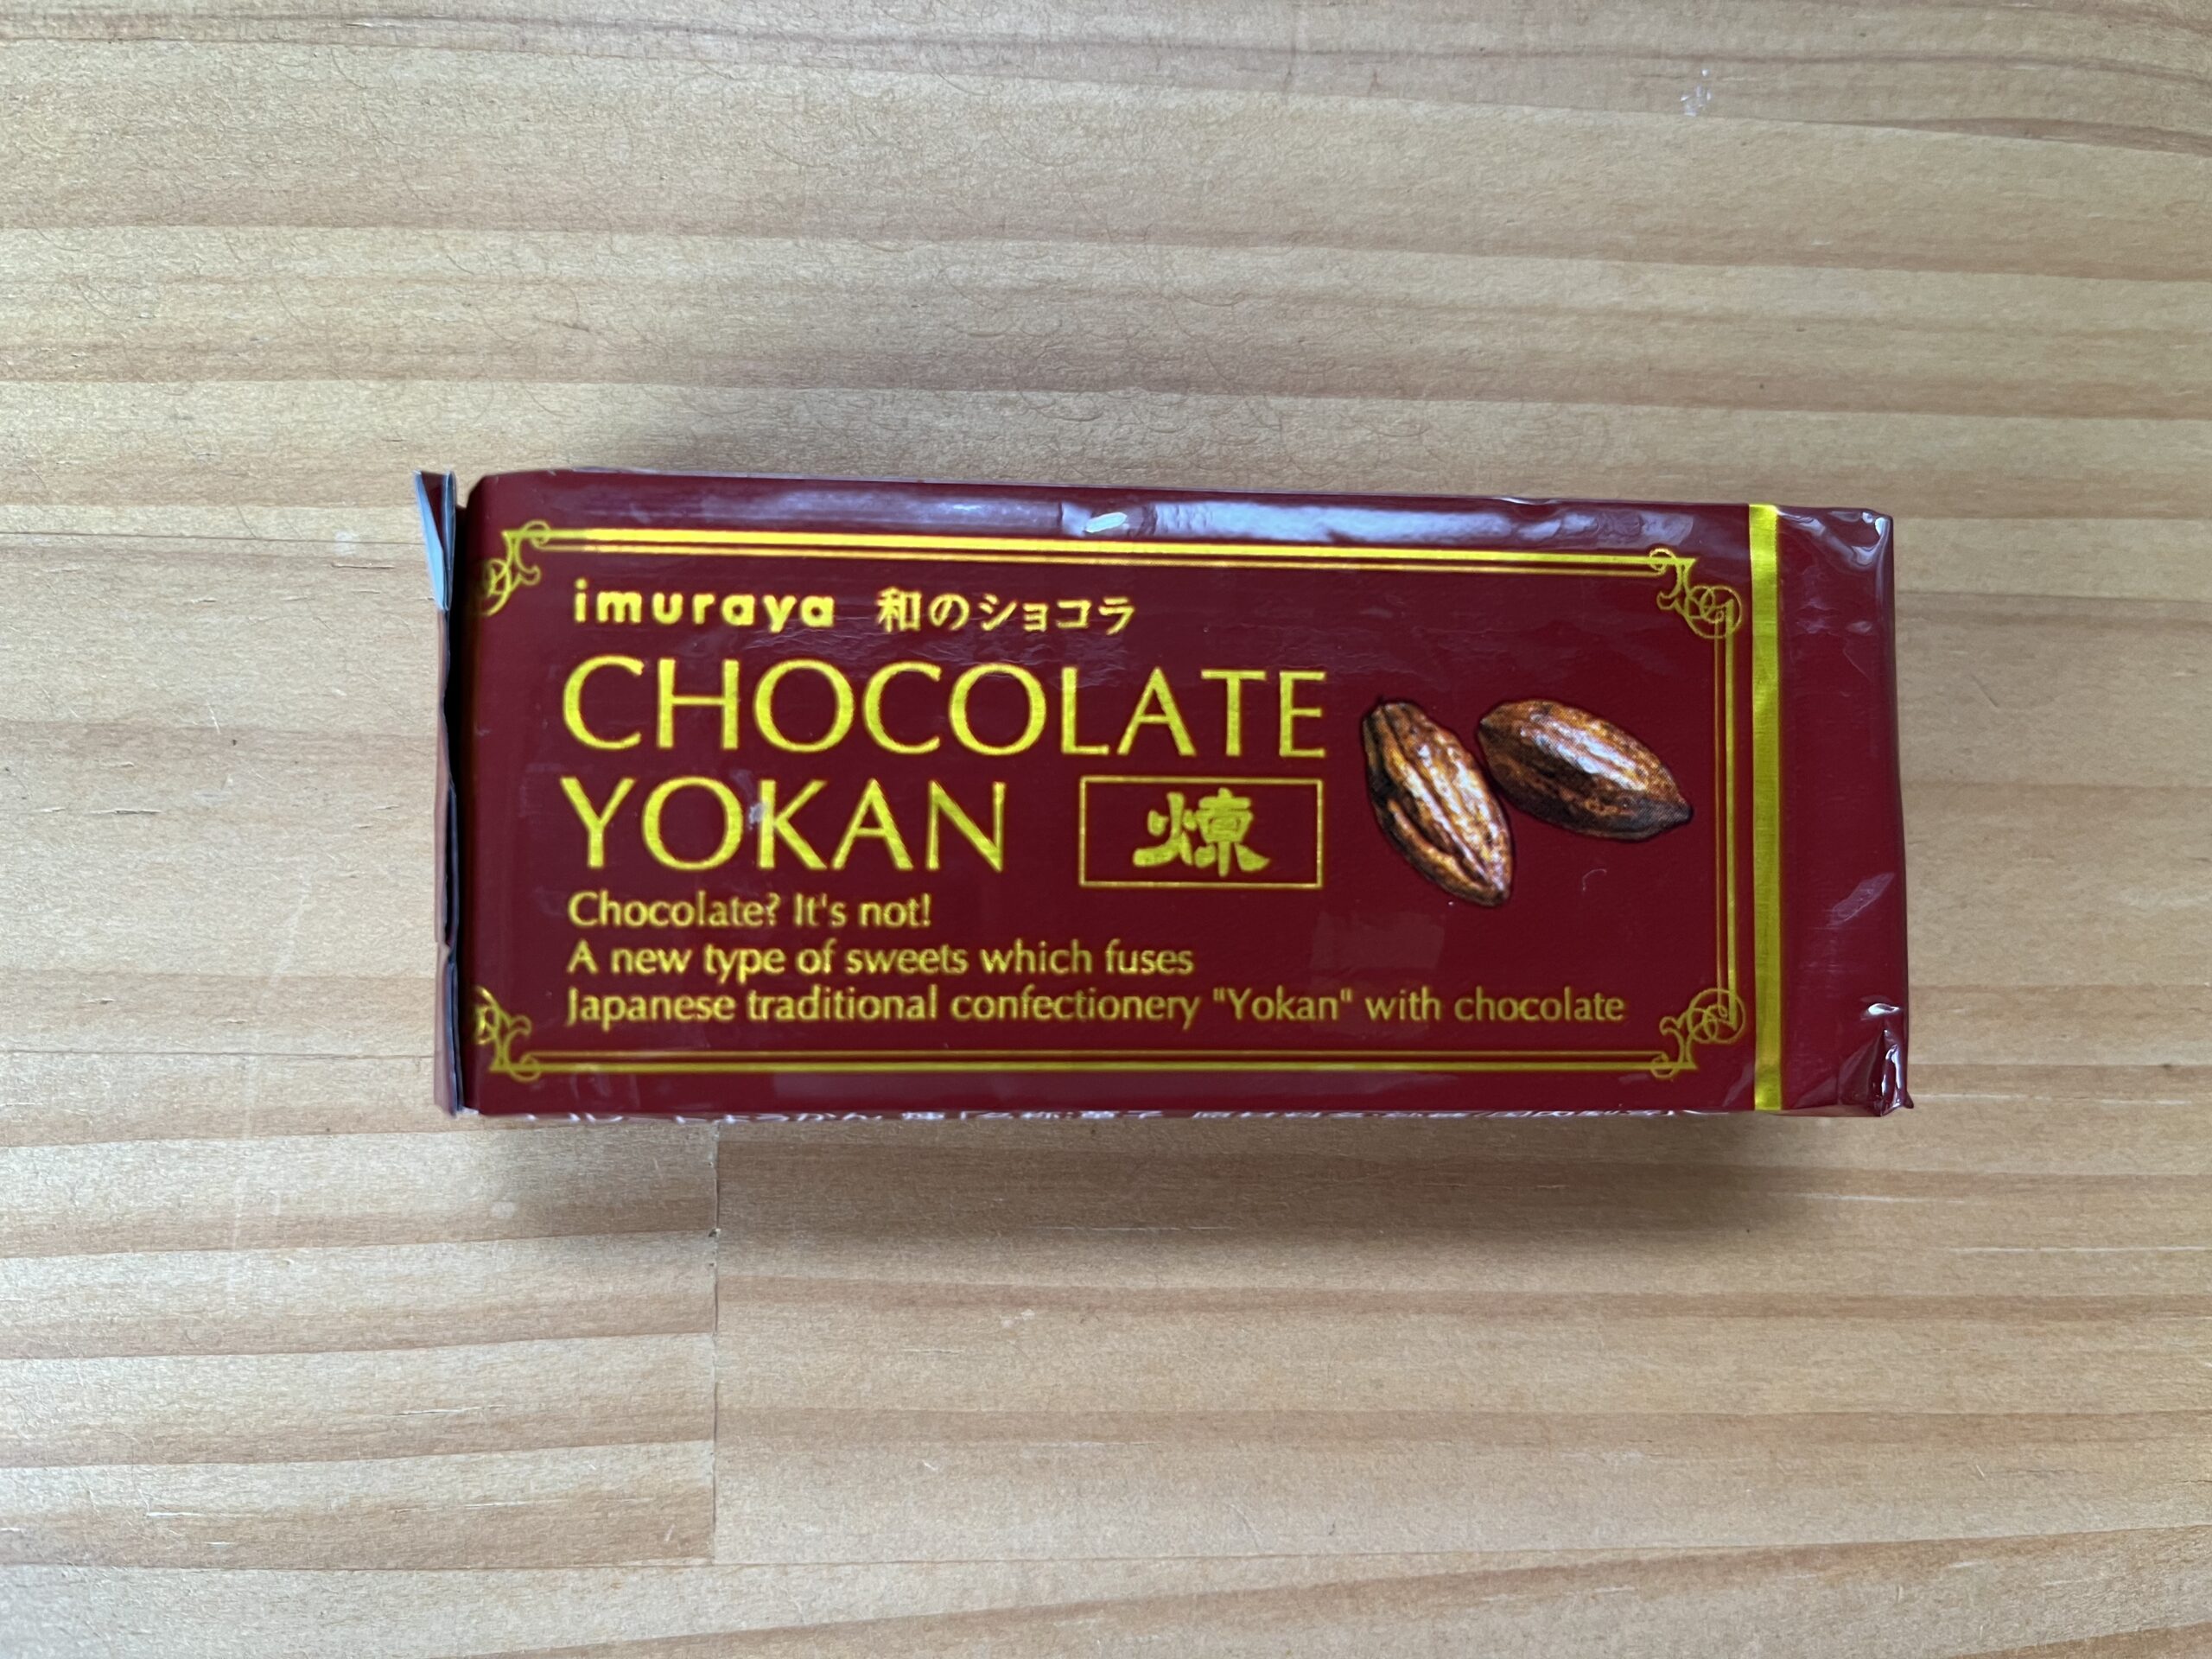 imuraya 和のショコラ
CHOCOLATE
YOKAN 煉
Chocolate? It's not!
A new type of sweets which fuses
Japanese traditional confectionery "Yokan" with chocolate